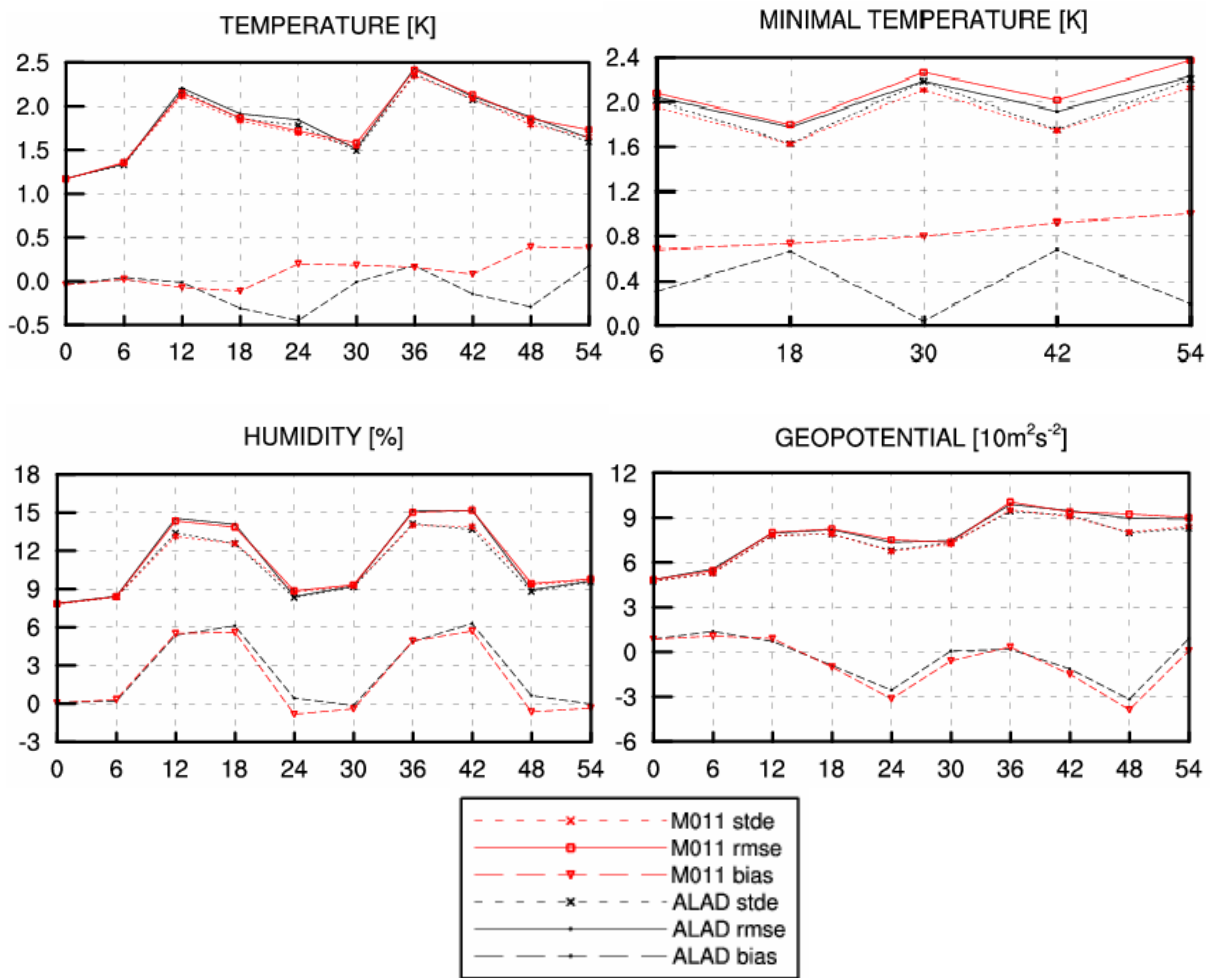 TEMPERATURE [K]
2.5
2.0
1.5
1.0
0.5
0.0
-0.5
0 6 12 18 24 30 36 42 48 54
MINIMAL TEMPERATURE [K]
2.4
2.0
1.6
1.2
0.8
0.4
0.0
6 18 30 42 54
HUMIDITY [%]
18
15
12
9
6
3
0
-3
0 6 12 18 24 30 36 42 48 54
GEOPOTENTIAL [10m²s⁻²]
12
9
6
3
0
-3
-6
0 6 12 18 24 30 36 42 48 54
M011 stde
M011 rmse
M011 bias
ALAD stde
ALAD rmse
ALAD bias